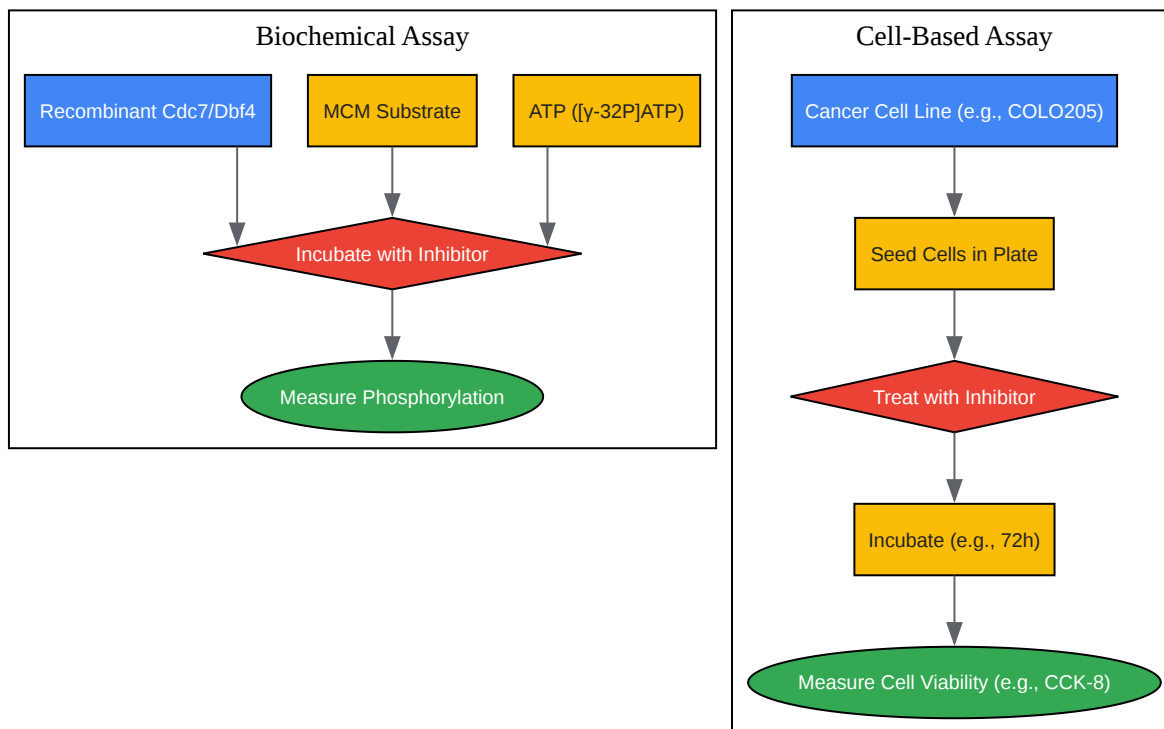 Biochemical Assay
Recombinant Cdc7/Dbf4
MCM Substrate
ATP ([γ-32P]ATP)
Incubate with Inhibitor
Measure Phosphorylation
Cell-Based Assay
Cancer Cell Line (e.g., COLO205)
Seed Cells in Plate
Treat with Inhibitor
Incubate (e.g., 72h)
Measure Cell Viability (e.g., CCK-8)